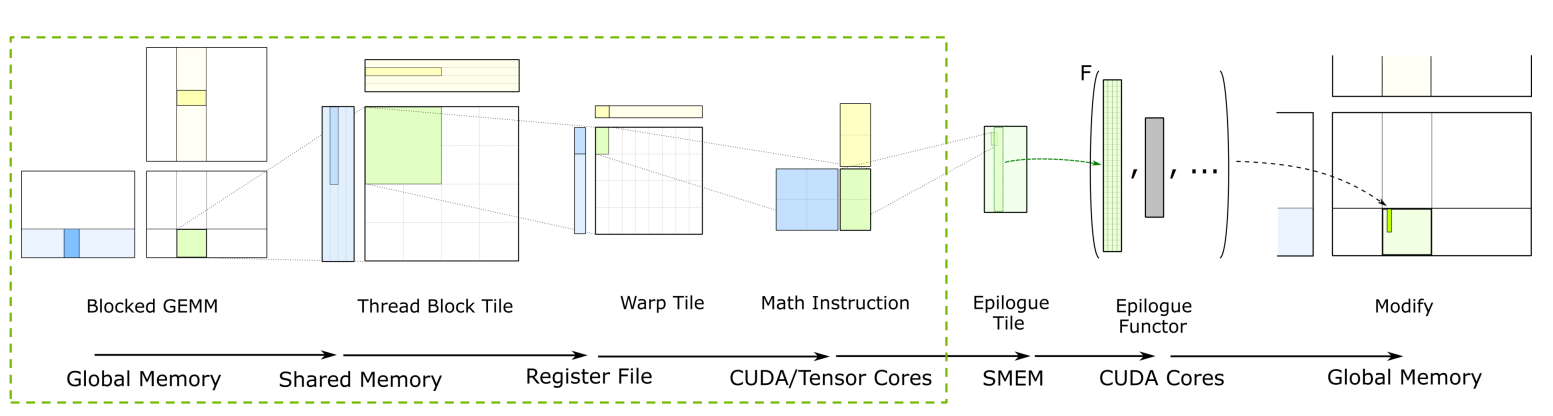 F
, , ...
Blocked GEMM
Thread Block Tile
Warp Tile
Math Instruction
Epilogue
Tile
Epilogue
Functor
Modify
Global Memory
Shared Memory
Register File
CUDA/Tensor Cores
SMEM
CUDA Cores
Global Memory